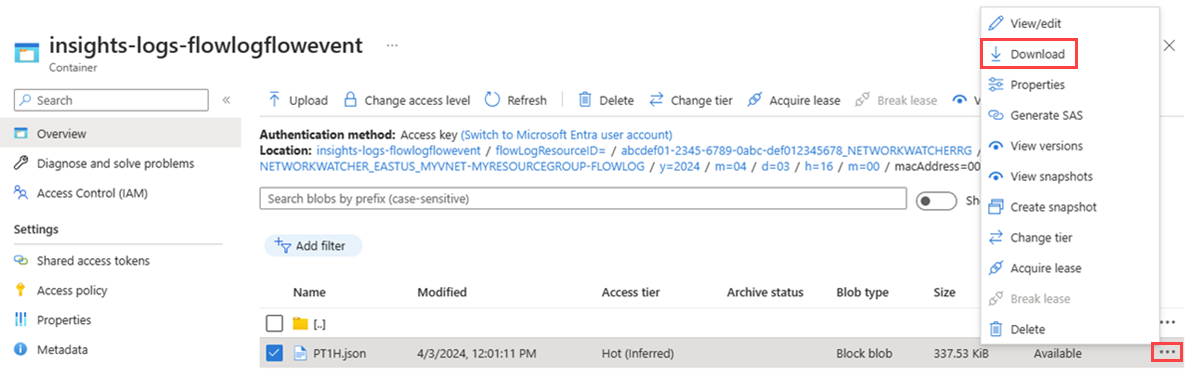 insights-logs-flowlogflowevent ...
Container
Search «
Overview
Diagnose and solve problems
Access Control (IAM)
Settings
Shared access tokens
Access policy
Properties
Metadata
Upload Change access level Refresh Delete Change tier Acquire lease Break lease
Authentication method: Access key (Switch to Microsoft Entra user account)
Location: insights-logs-flowlogflowevent / flowLogResourceID= / abcdef01-2345-6789-0abc-def012345678_NETWORKWATCHERRG /
NETWORKWATCHER_EASTUS_MYVNET-MYRESOURCEGROUP-FLOWLOG / y=2024 / m=04 / d=03 / h=16 / m=00 / macAddress=00
Search blobs by prefix (case-sensitive)
Add filter
Name Modified Access tier Archive status Blob type Size
[..]
PT1H.json 4/3/2024, 12:01:11 PM Hot (Inferred) Block blob 337.53 KiB Available
View/edit
Download
Properties
Generate SAS
View versions
View snapshots
Create snapshot
Change tier
Acquire lease
Break lease
Delete